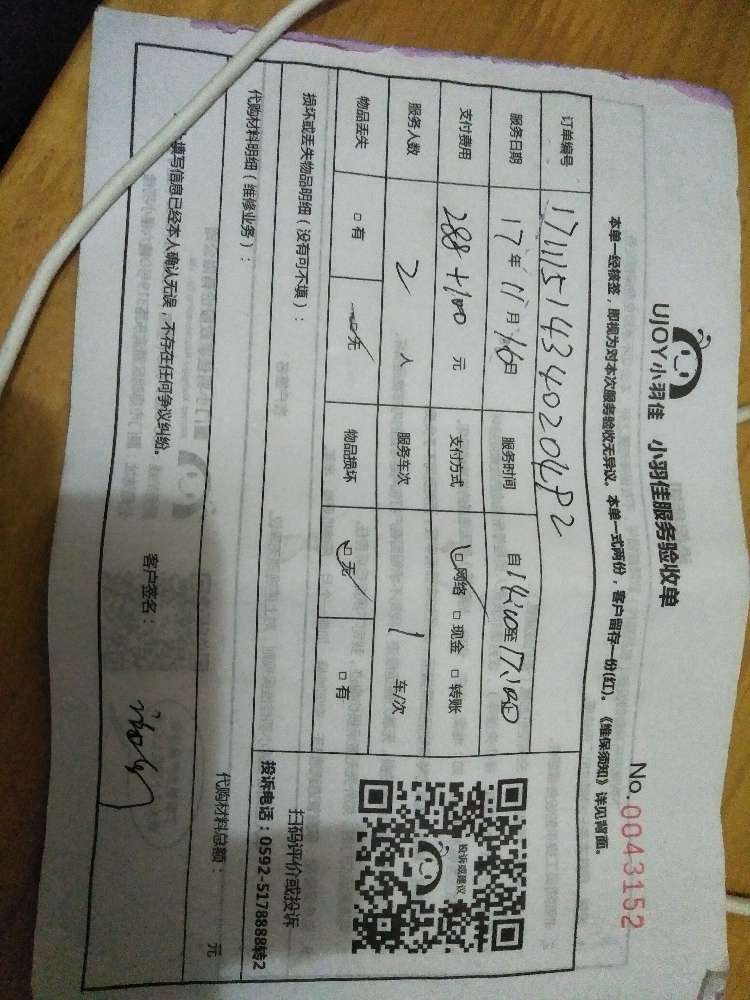 UJOY小羽佳 小羽佳服务验收单
No. 0043152
本单一经核签，即视为对本次服务验收无异议。本单一式两份，客户留存一份(红)。《维保须知》详见背面。
订单编号 17111514340204P2
服务日期 17年11月16日 服务时间 自14:00至17:00
支付费用 288+100 元 支付方式 □网络 □现金 □转账
服务人数 2 人 服务车次 1 车/次
物品丢失 □有 □无 物品损坏 □无 □有
投诉或建议
扫码评价或投诉
投诉电话：0592-5178888转2
损坏或丢失物品明细（没有可不填）：
代购材料明细（维修业务）：
代购材料总额： 元
填写信息已经本人确认无误，不存在任何争议纠纷。
客户签名：